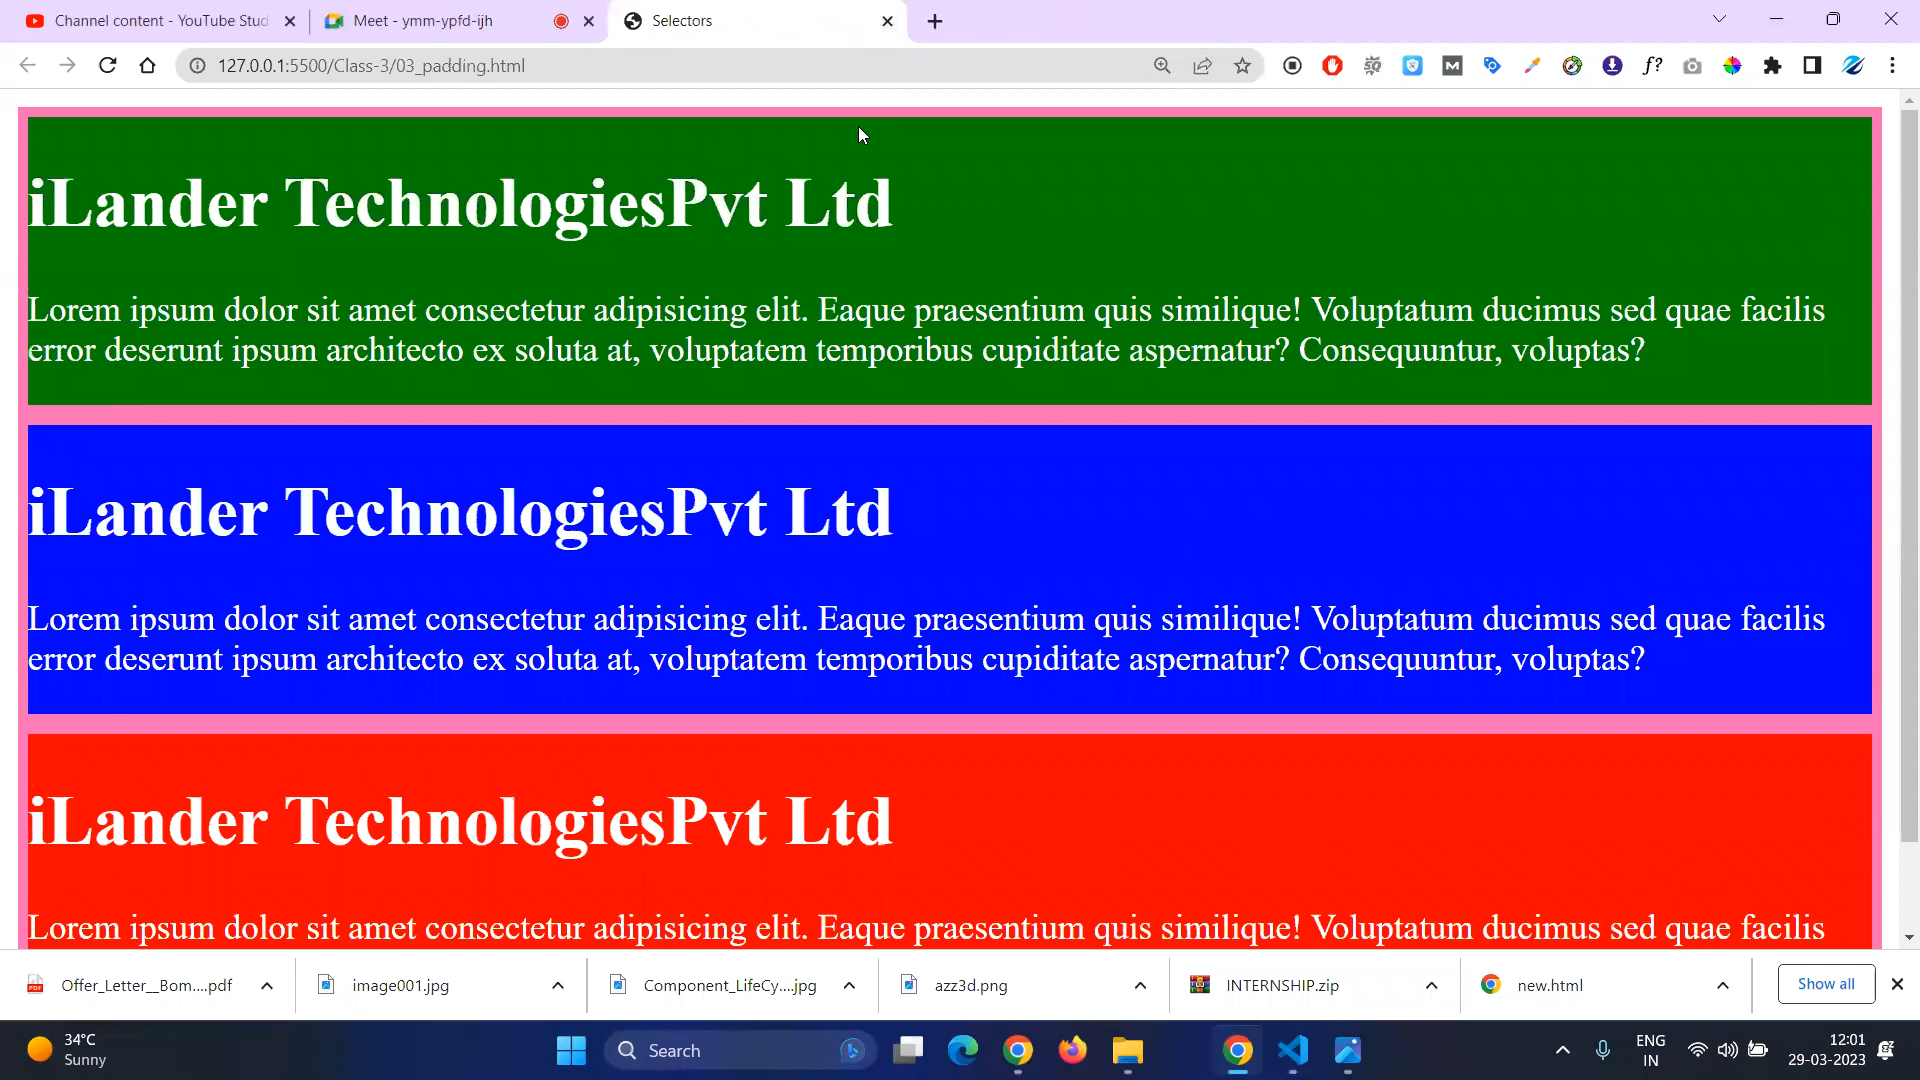 Channel content - YouTube Stud
Meet - ymm-ypfd-ijh
Selectors
127.0.0.1:5500/Class-3/03_padding.html
iLander TechnologiesPvt Ltd
Lorem ipsum dolor sit amet consectetur adipisicing elit. Eaque praesentium quis similique! Voluptatum ducimus sed quae facilis
error deserunt ipsum architecto ex soluta at, voluptatem temporibus cupiditate aspernatur? Consequuntur, voluptas?
iLander TechnologiesPvt Ltd
Lorem ipsum dolor sit amet consectetur adipisicing elit. Eaque praesentium quis similique! Voluptatum ducimus sed quae facilis
error deserunt ipsum architecto ex soluta at, voluptatem temporibus cupiditate aspernatur? Consequuntur, voluptas?
iLander TechnologiesPvt Ltd
Lorem ipsum dolor sit amet consectetur adipisicing elit. Eaque praesentium quis similique! Voluptatum ducimus sed quae facilis
Offer_Letter__Bom....pdf
image001.jpg
Component_LifeCy....jpg
azz3d.png
INTERNSHIP.zip
new.html
Show all
34°C
Sunny
Search
ENG
IN
12:01
29-03-2023